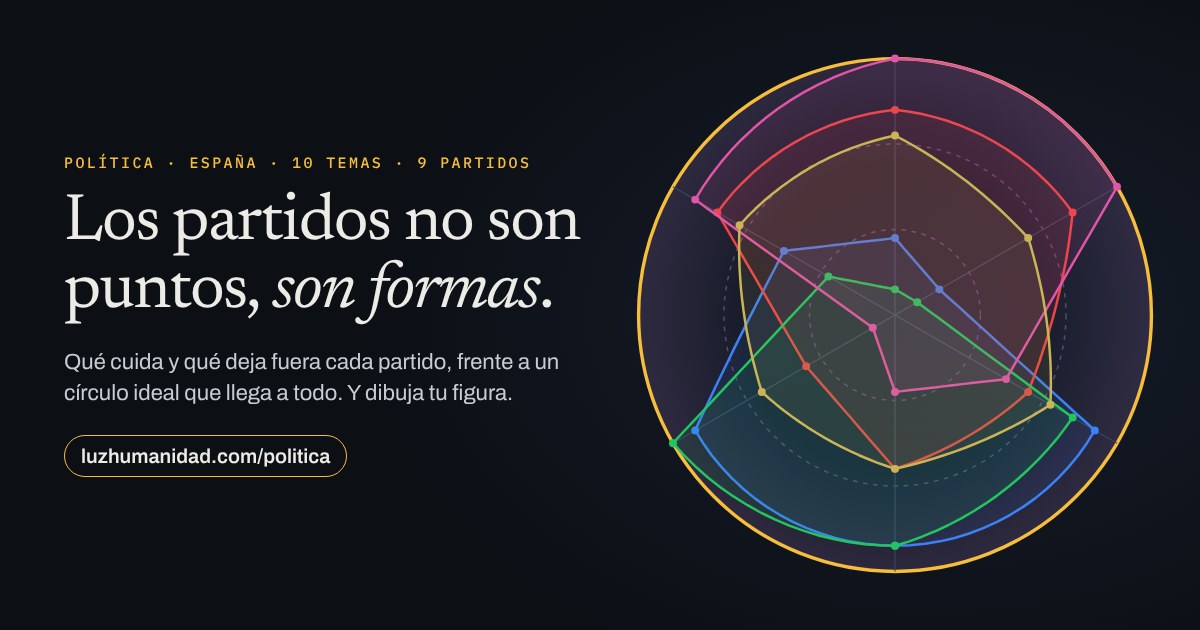 POLÍTICA · ESPAÑA · 10 TEMAS · 9 PARTIDOS
Los partidos no son
puntos, son formas.
Qué cuida y qué deja fuera cada partido, frente a un
círculo ideal que llega a todo. Y dibuja tu figura.
luzhumanidad.com/politica